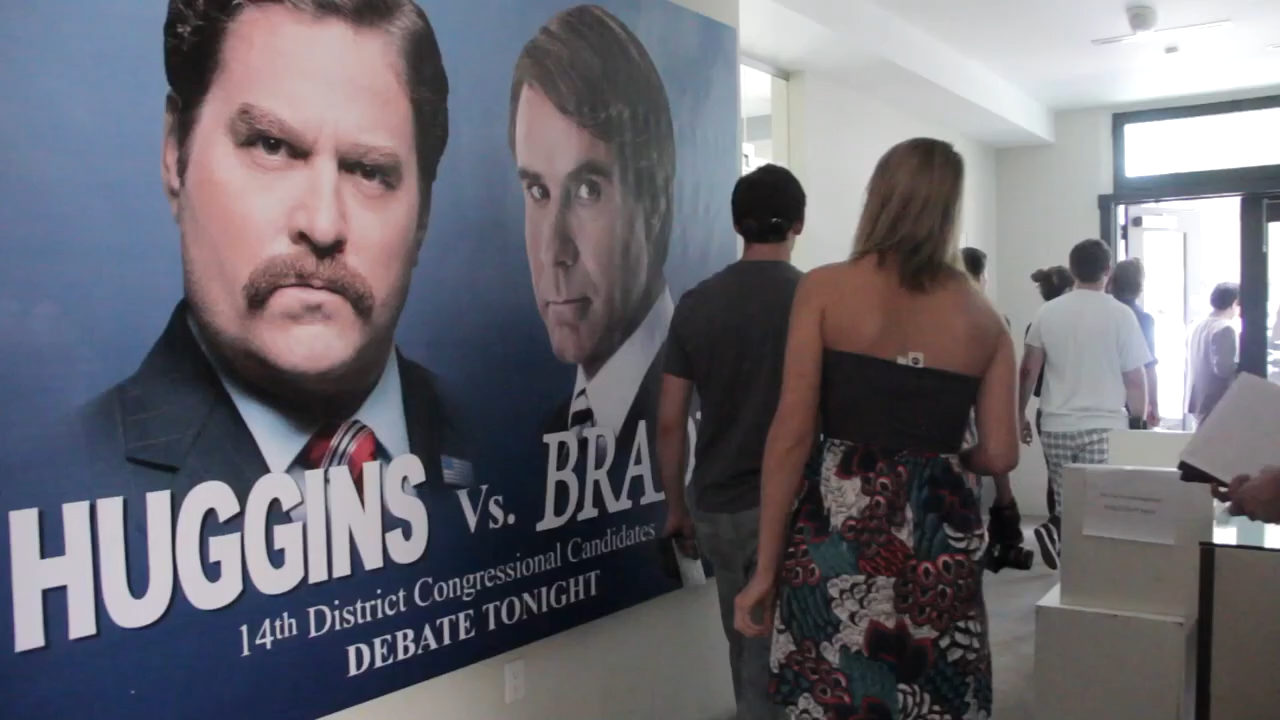 HUGGINS Vs. BRA
14th District Congressional Candidates
DEBATE TONIGHT